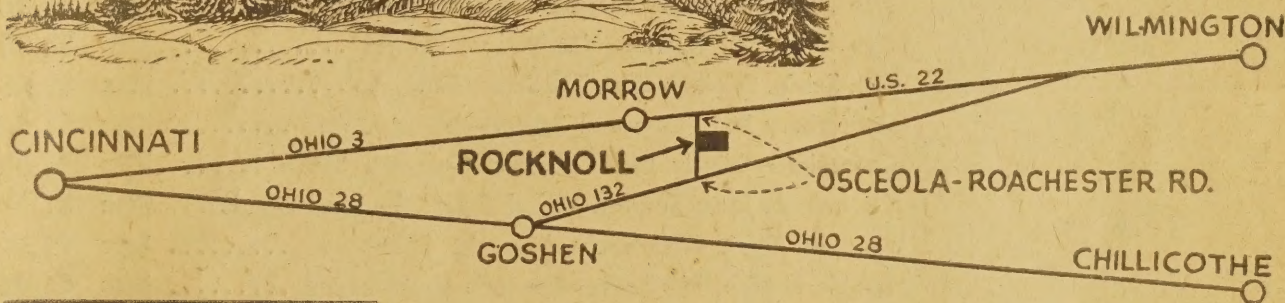 WILMINGTON
U.S. 22
MORROW
CINCINNATI
OHIO 3
ROCKNOLL
OSCEOLA-ROACHESTER RD.
OHIO 28
OHIO 132
GOSHEN
OHIO 28
CHILLICOTHE